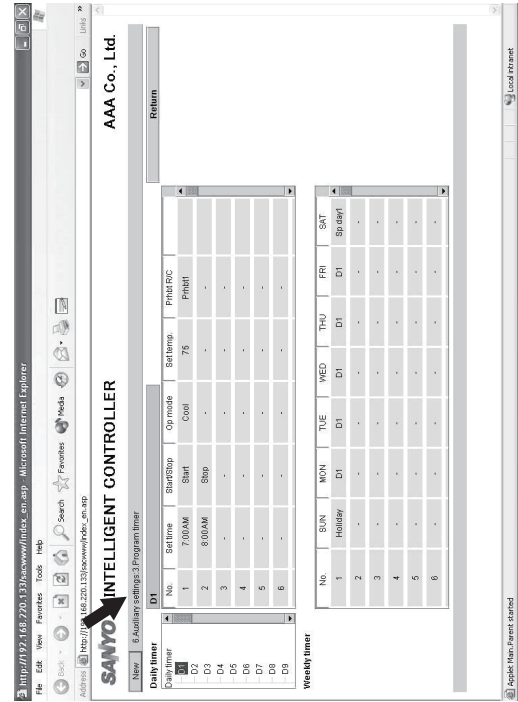 http://192.168.220.133/sacwww/index_en.asp - Microsoft Internet Explorer
File Edit View Favorites Tools Help
Back Search Favorites Media
Address http://192.168.220.133/sacwww/index_en.asp Go Links »
SANYO INTELLIGENT CONTROLLER AAA Co., Ltd.
New 6.Auxiliary settings:3.Program timer
Daily timer D1 Return
Daily timer
D1
D2
D3
D4
D5
D6
D7
D8
D9
No. Set time Start/Stop Op mode Set temp. Prhbt R/C
1 7:00AM Start Cool 75 Prhbt1
2 8:00AM Stop - - -
3 - - - - -
4 - - - - -
5 - - - - -
6 - - - - -
Weekly timer
No. SUN MON TUE WED THU FRI SAT
1 Holiday D1 D1 D1 D1 D1 Sp day1
2 - - - - - - -
3 - - - - - - -
4 - - - - - - -
5 - - - - - - -
6 - - - - - - -
Applet Main.Parent started Local intranet